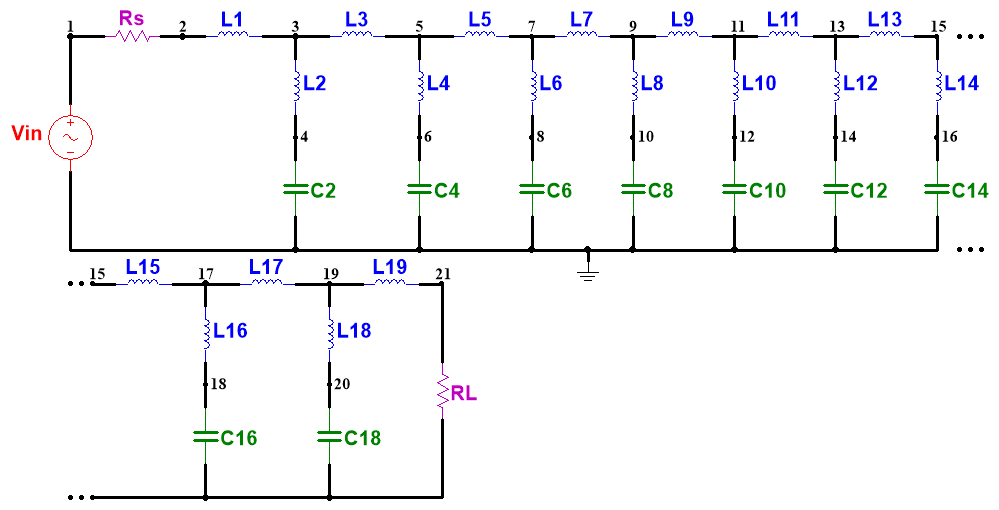 Rs L1 L3 L5 L7 L9 L11 L13
1 2 3 5 7 9 11 13 15
L2 L4 L6 L8 L10 L12 L14
Vin + − 4 6 8 10 12 14 16
C2 C4 C6 C8 C10 C12 C14
15 L15 17 L17 19 L19 21
L16 L18
18 20 RL
C16 C18